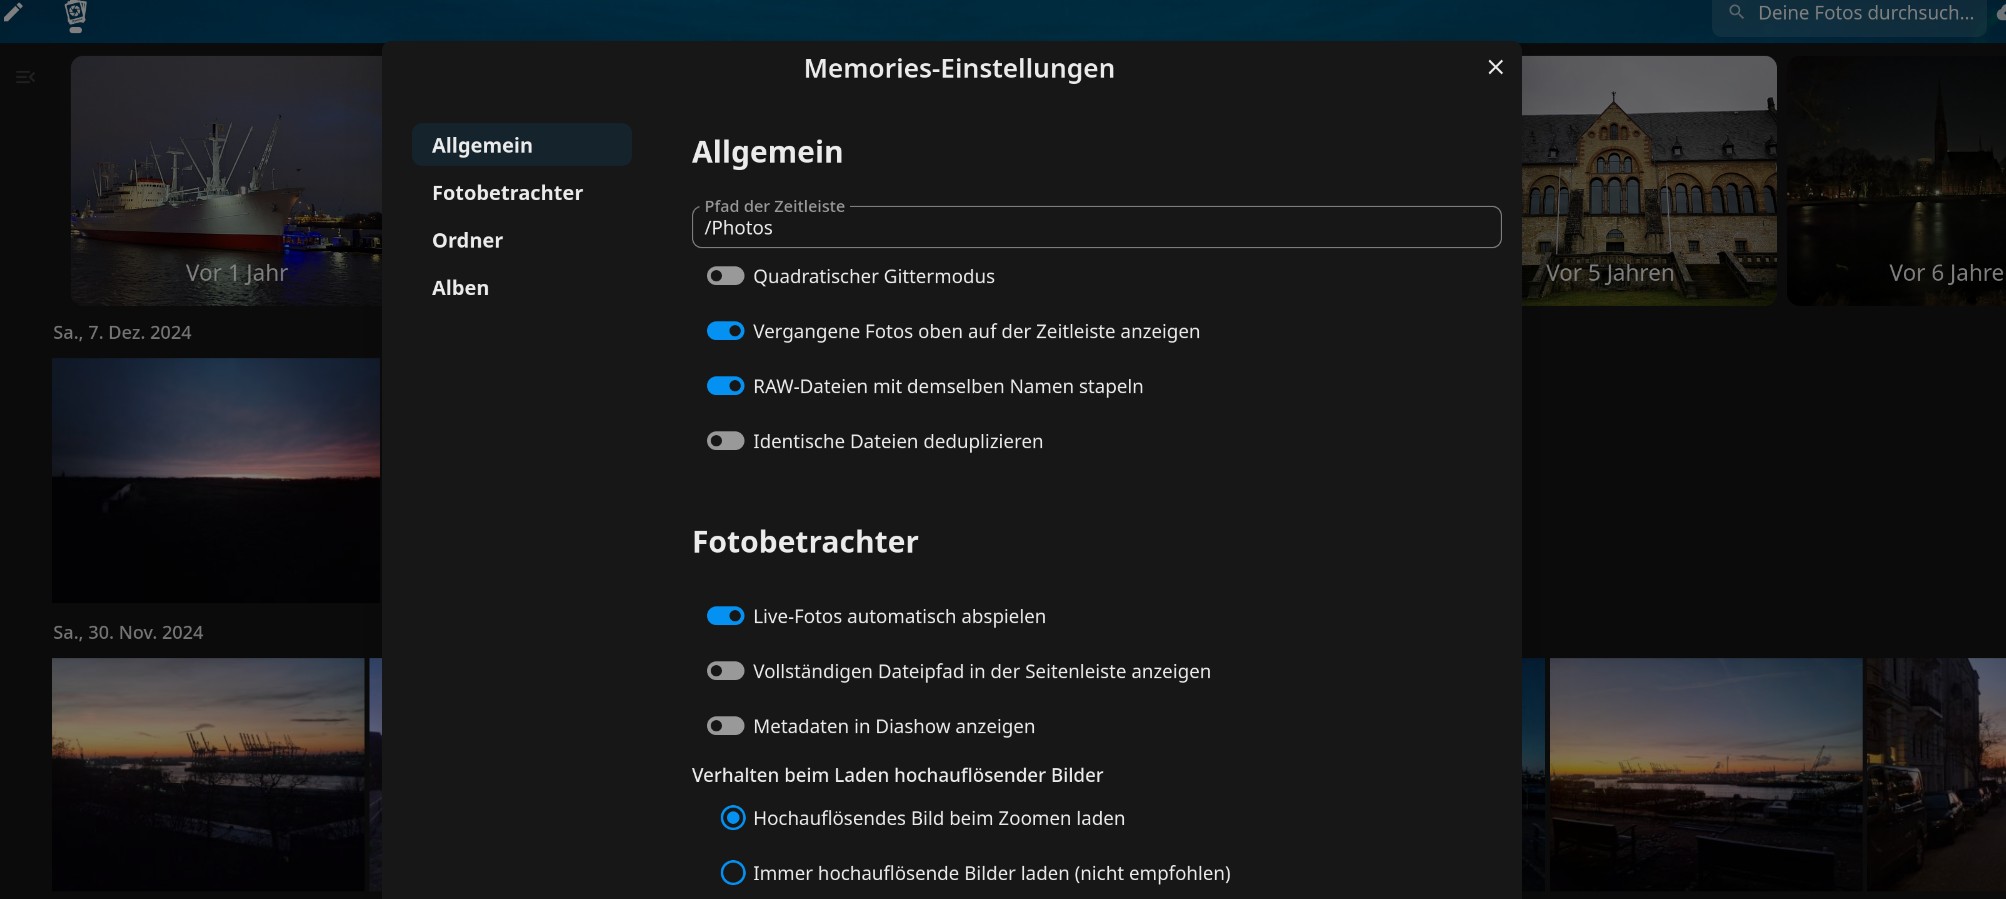 Deine Fotos durchsuch...
Memories-Einstellungen
Allgemein
Fotobetrachter
Ordner
Alben
Allgemein
Pfad der Zeitleiste
/Photos
Quadratischer Gittermodus
Vergangene Fotos oben auf der Zeitleiste anzeigen
RAW-Dateien mit demselben Namen stapeln
Identische Dateien deduplizieren
Fotobetrachter
Live-Fotos automatisch abspielen
Vollständigen Dateipfad in der Seitenleiste anzeigen
Metadaten in Diashow anzeigen
Verhalten beim Laden hochauflösender Bilder
Hochauflösendes Bild beim Zoomen laden
Immer hochauflösende Bilder laden (nicht empfohlen)
Vor 1 Jahr
Vor 5 Jahren
Vor 6 Jahre
Sa., 7. Dez. 2024
Sa., 30. Nov. 2024